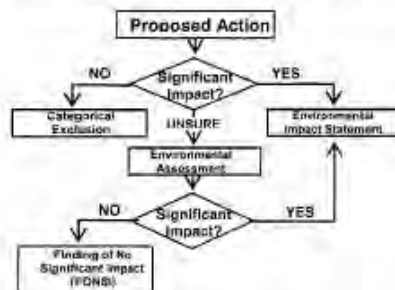 Proposed Action
NO
Significant
Impact?
YES
Categorical
Exclusion
UNSURE
Environmental
Impact Statement
Environmental
Assessment
NO
Significant
Impact?
YES
Finding of No
Significant Impact
(FONSI)